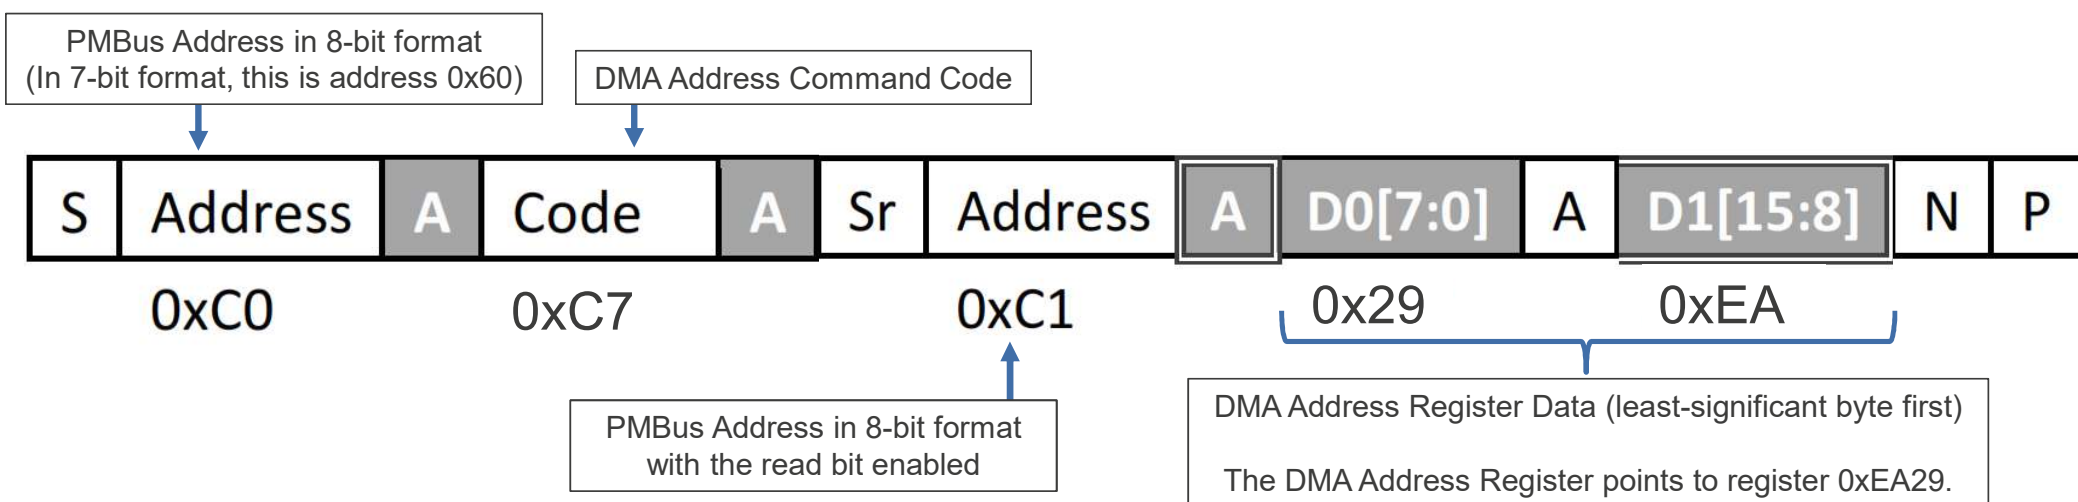 PMBus Address in 8-bit format
(In 7-bit format, this is address 0x60)
DMA Address Command Code
S Address A Code A Sr Address A D0[7:0] A D1[15:8] N P
0xC0 0xC7 0xC1 0x29 0xEA
PMBus Address in 8-bit format
with the read bit enabled
DMA Address Register Data (least-significant byte first)
The DMA Address Register points to register 0xEA29.